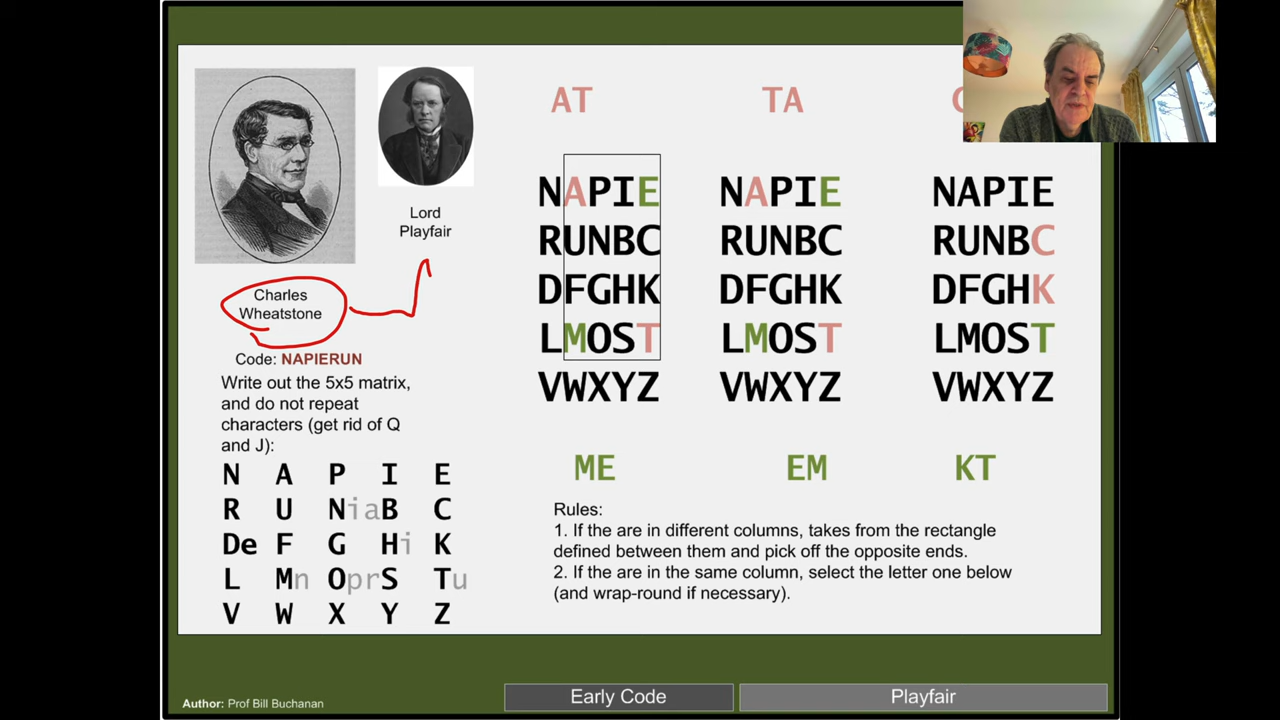 Lord
Playfair
Charles
Wheatstone
Code: NAPIERUN
Write out the 5x5 matrix,
and do not repeat
characters (get rid of Q
and J):
N A P I E
R U Nia B C
De F G Hi K
L Mn Opr S Tu
V W X Y Z
AT
NAPIE
RUNBC
DFGHK
LMOST
VWXYZ
ME
TA
NAPIE
RUNBC
DFGHK
LMOST
VWXYZ
EM
NAPIE
RUNBC
DFGHK
LMOST
VWXYZ
KT
Rules:
1. If the are in different columns, takes from the rectangle
defined between them and pick off the opposite ends.
2. If the are in the same column, select the letter one below
(and wrap-round if necessary).
Author: Prof Bill Buchanan
Early Code
Playfair